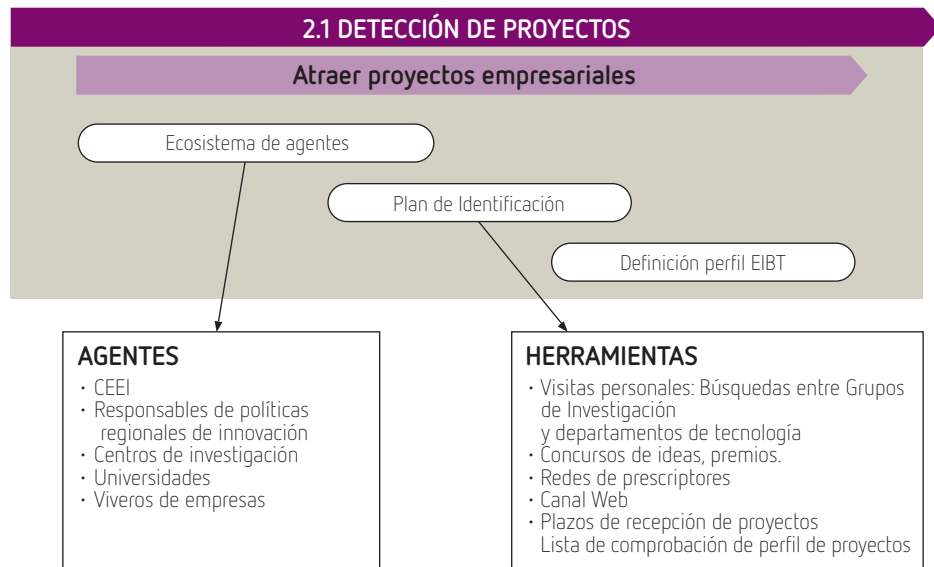 2.1 DETECCIÓN DE PROYECTOS
Atraer proyectos empresariales
Ecosistema de agentes
Plan de Identificación
Definición perfil EIBT
AGENTES
· CEEI
· Responsables de políticas
regionales de innovación
· Centros de investigación
· Universidades
· Viveros de empresas
HERRAMIENTAS
· Visitas personales: Búsquedas entre Grupos
de Investigación
y departamentos de tecnología
· Concursos de ideas, premios.
· Redes de prescriptores
· Canal Web
· Plazos de recepción de proyectos
Lista de comprobación de perfil de proyectos